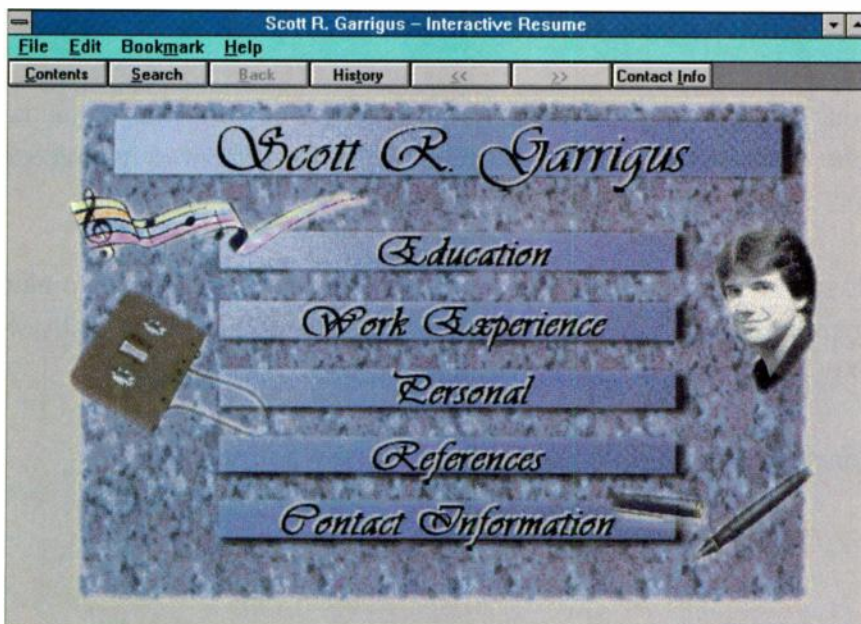 Scott R. Garrigus – Interactive Resume
File Edit Bookmark Help
Contents Search Back History << >> Contact Info
Scott R. Garrigus
Education
Work Experience
Personal
References
Contact Information